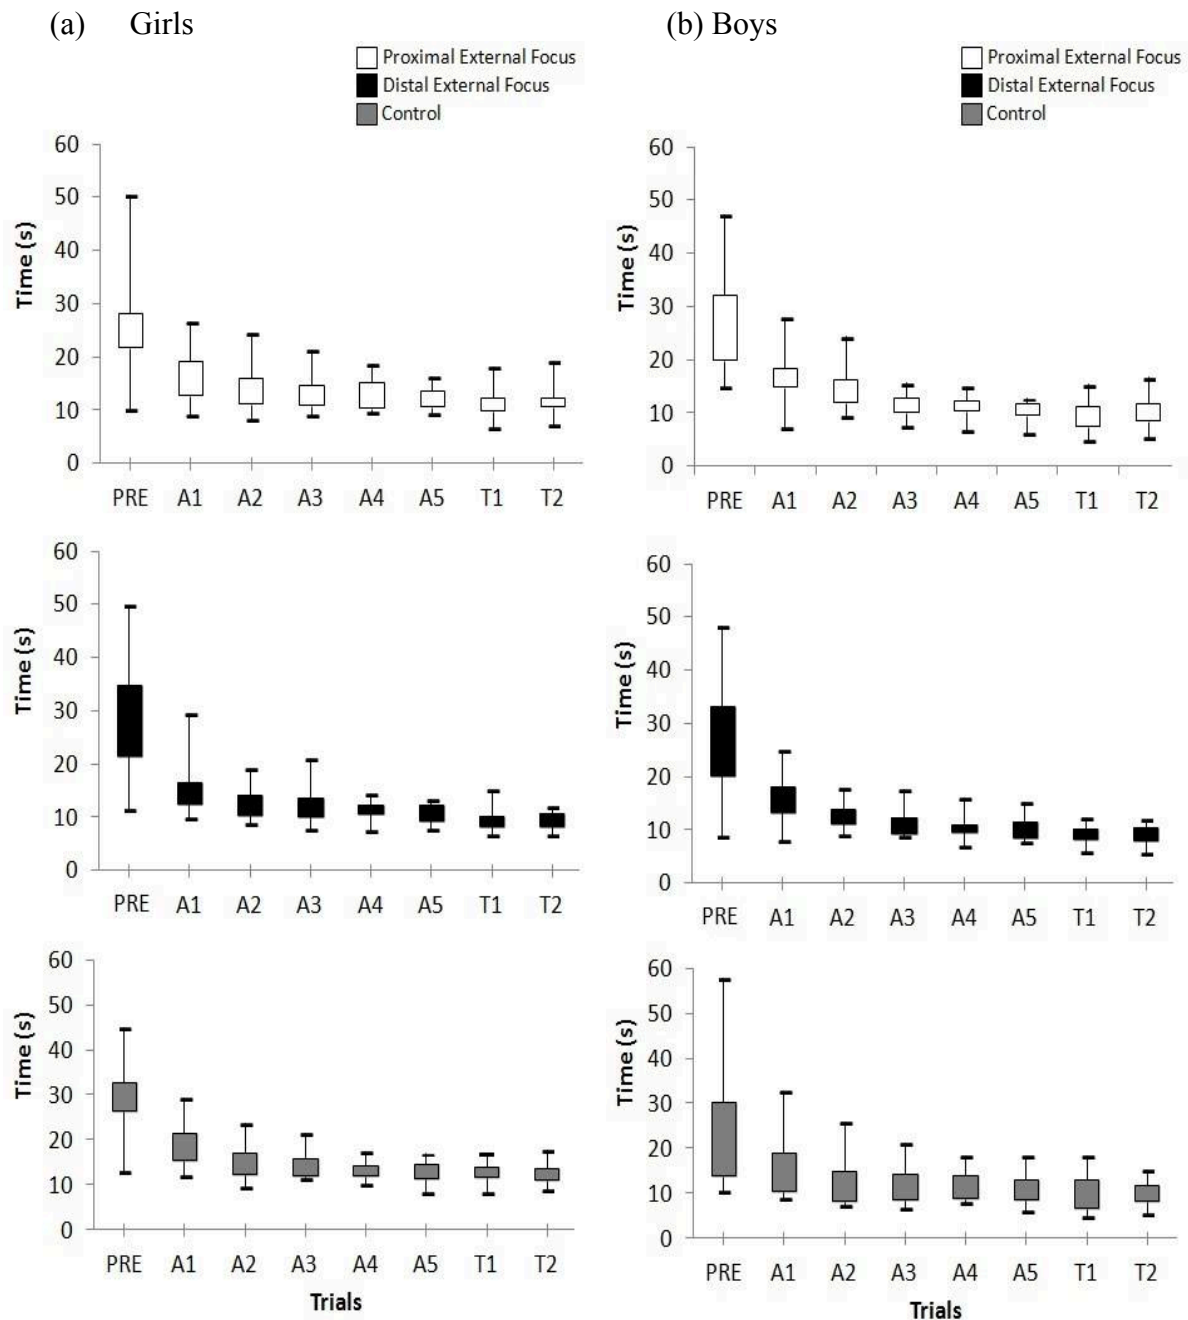 (a) Girls
Proximal External Focus
Distal External Focus
Control
60
50
40
30
20
10
0
Time (s)
PRE A1 A2 A3 A4 A5 T1 T2
60
50
40
30
20
10
0
Time (s)
PRE A1 A2 A3 A4 A5 T1 T2
60
50
40
30
20
10
0
Time (s)
PRE A1 A2 A3 A4 A5 T1 T2
Trials
(b) Boys
Proximal External Focus
Distal External Focus
Control
60
50
40
30
20
10
0
Time (s)
PRE A1 A2 A3 A4 A5 T1 T2
60
50
40
30
20
10
0
Time (s)
PRE A1 A2 A3 A4 A5 T1 T2
60
50
40
30
20
10
0
Time (s)
PRE A1 A2 A3 A4 A5 T1 T2
Trials